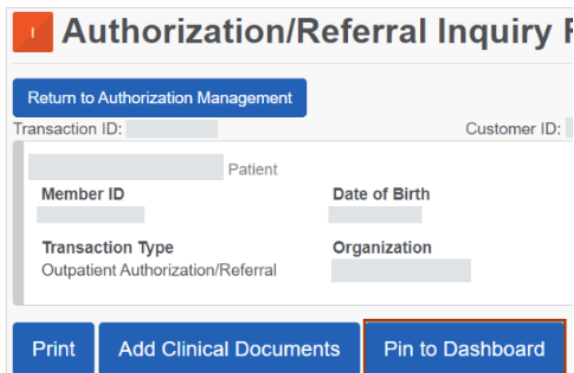 I Authorization/Referral Inquiry
Return to Authorization Management
Transaction ID: Customer ID:
Patient
Member ID Date of Birth
Transaction Type Organization
Outpatient Authorization/Referral
Print Add Clinical Documents Pin to Dashboard